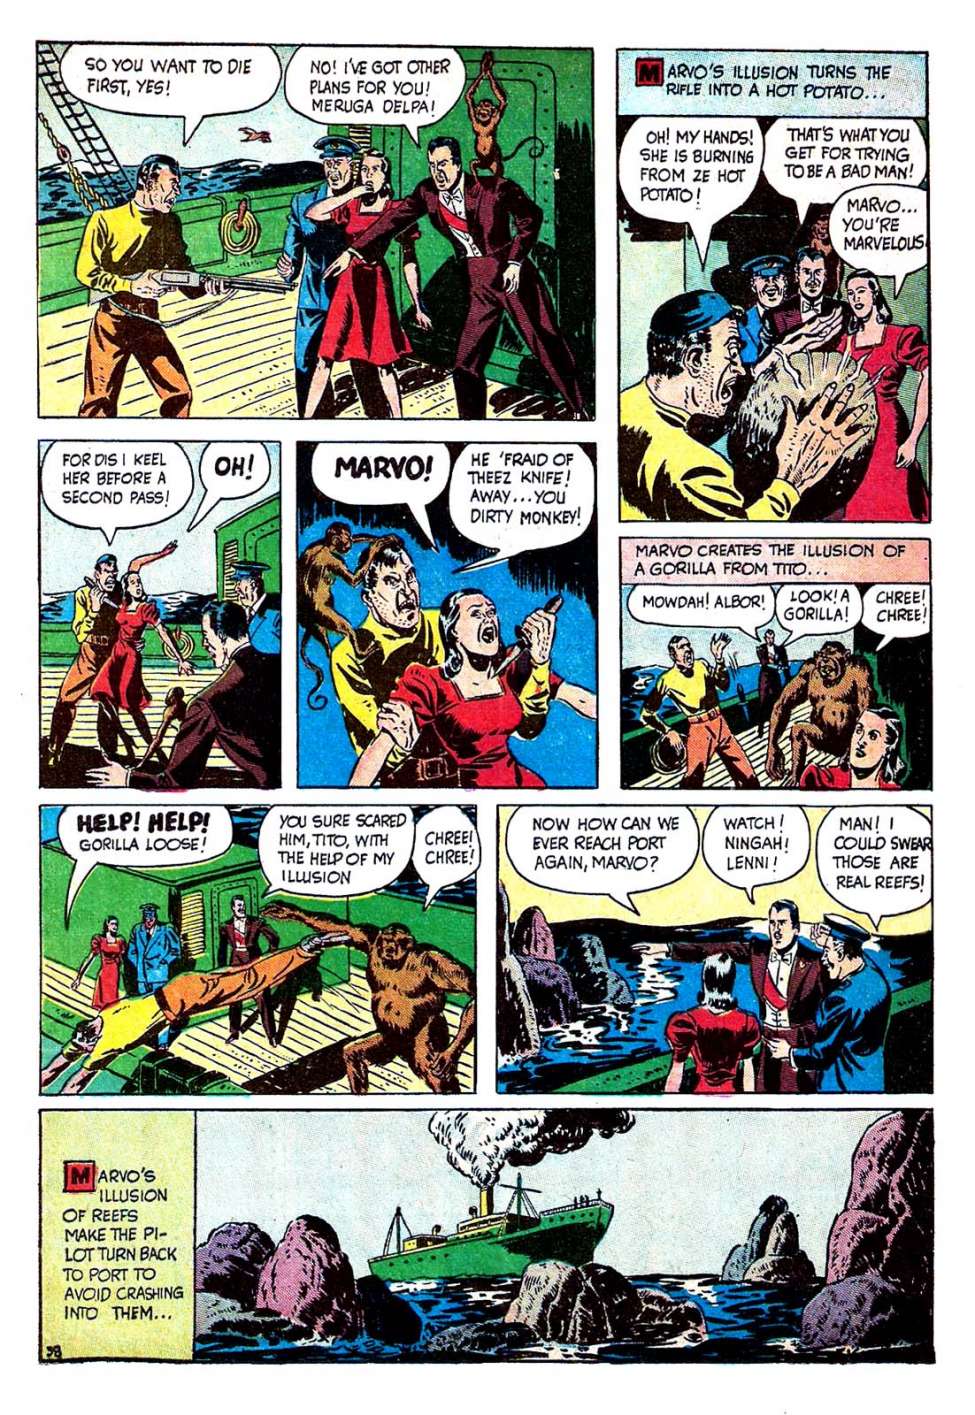 SO YOU WANT TO DIE
FIRST, YES!
NO! I'VE GOT OTHER
PLANS FOR YOU!
MERUGA DELPA!
MARVO'S ILLUSION TURNS THE
RIFLE INTO A HOT POTATO...
OH! MY HANDS!
SHE IS BURNING
FROM ZE HOT
POTATO!
THAT'S WHAT YOU
GET FOR TRYING
TO BE A BAD MAN!
MARVO...
YOU'RE
MARVELOUS
FOR DIS I KEEL
HER BEFORE A
SECOND PASS!
OH!
MARVO!
HE 'FRAID OF
THEEZ KNIFE!
AWAY...YOU
DIRTY MONKEY!
MARVO CREATES THE ILLUSION OF
A GORILLA FROM TITO...
MOWDAH! ALBOR!
LOOK! A
GORILLA!
CHREE!
CHREE!
HELP! HELP!
GORILLA LOOSE!
YOU SURE SCARED
HIM, TITO, WITH
THE HELP OF MY
ILLUSION
CHREE!
CHREE!
NOW HOW CAN WE
EVER REACH PORT
AGAIN, MARVO?
WATCH!
NINGAH!
LENNI!
MAN! I
COULD SWEAR
THOSE ARE
REAL REEFS!
MARVO'S
ILLUSION
OF REEFS
MAKE THE PI-
LOT TURN BACK
TO PORT TO
AVOID CRASHING
INTO THEM...
38